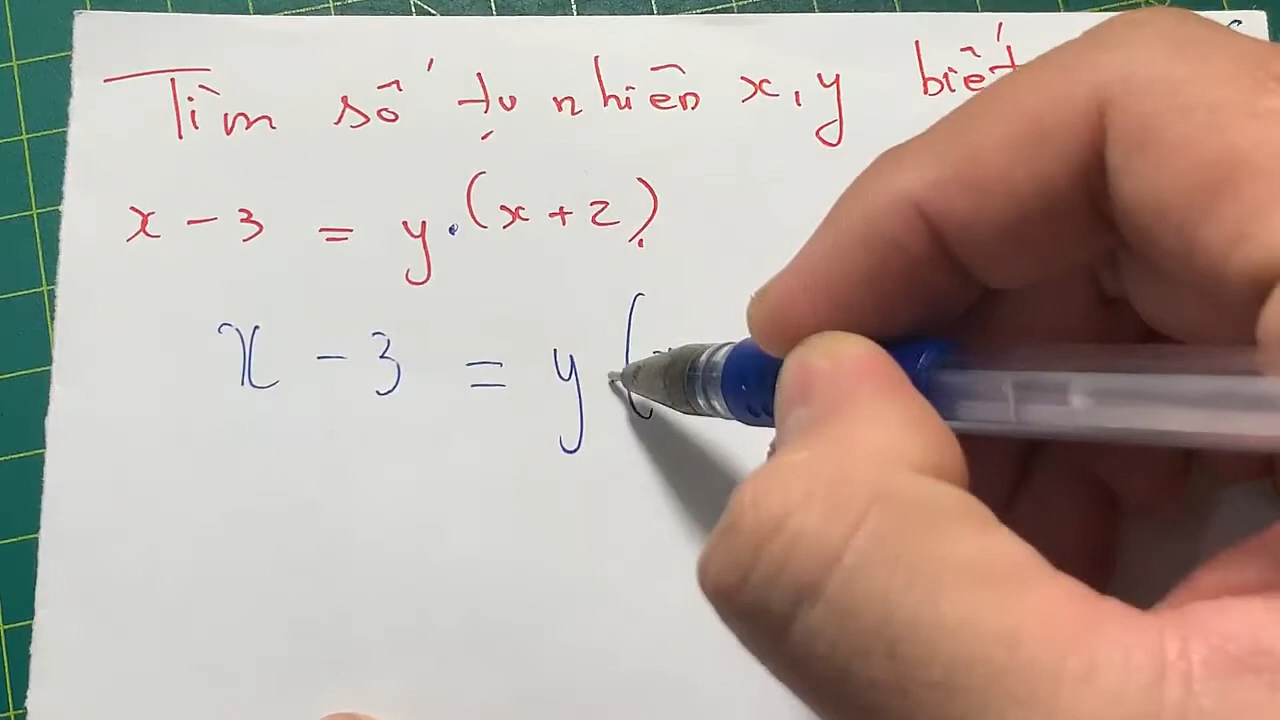 Tìm số tự nhiên x, y biết
x - 3 = y.(x + 2).
x - 3 = y (